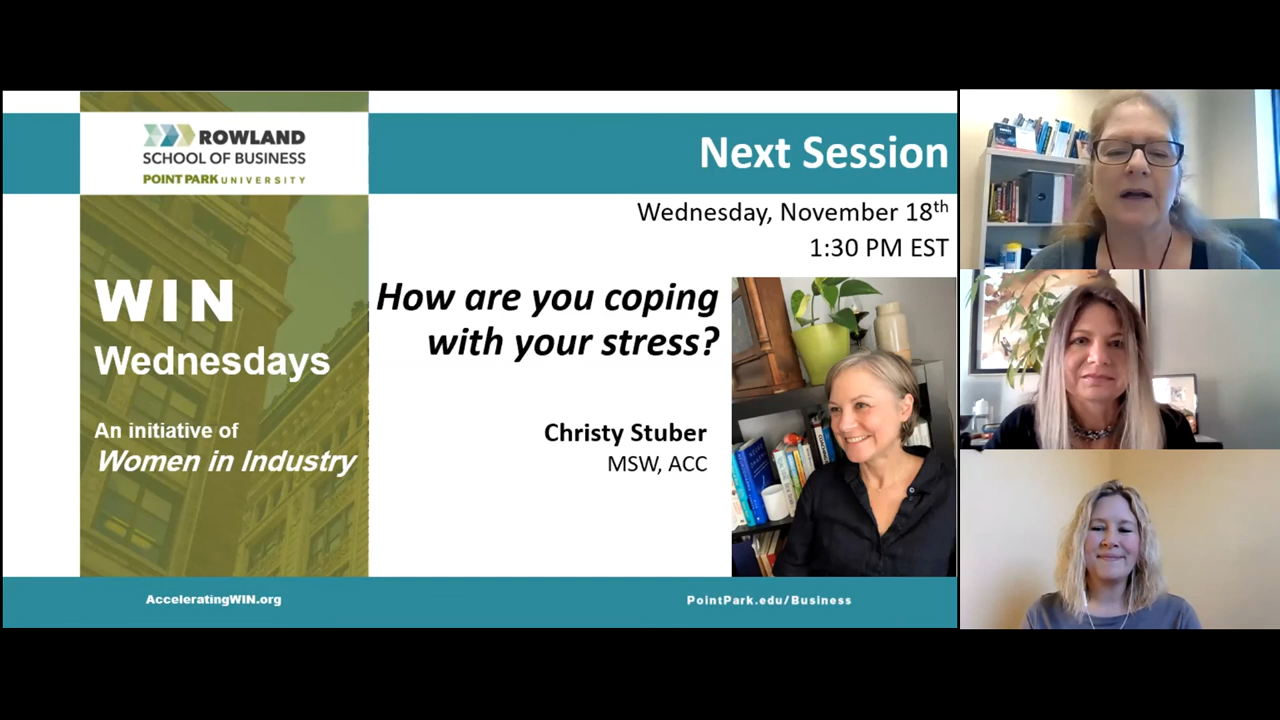 ROWLAND
SCHOOL OF BUSINESS
POINT PARK UNIVERSITY
WIN
Wednesdays
An initiative of
Women in Industry
Next Session
Wednesday, November 18th
1:30 PM EST
How are you coping
with your stress?
Christy Stuber
MSW, ACC
AcceleratingWIN.org
PointPark.edu/Business